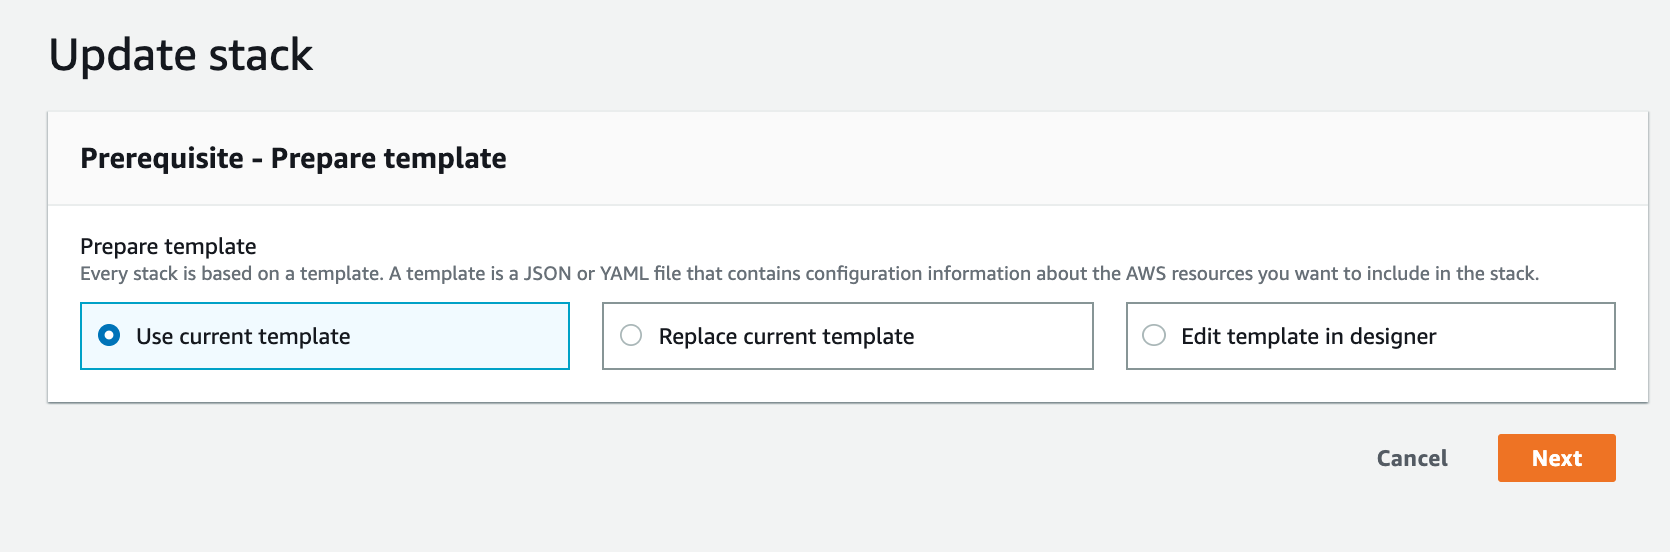 Update stack
Prerequisite - Prepare template
Prepare template
Every stack is based on a template. A template is a JSON or YAML file that contains configuration information about the AWS resources you want to include in the stack.
Use current template
Replace current template
Edit template in designer
Cancel
Next